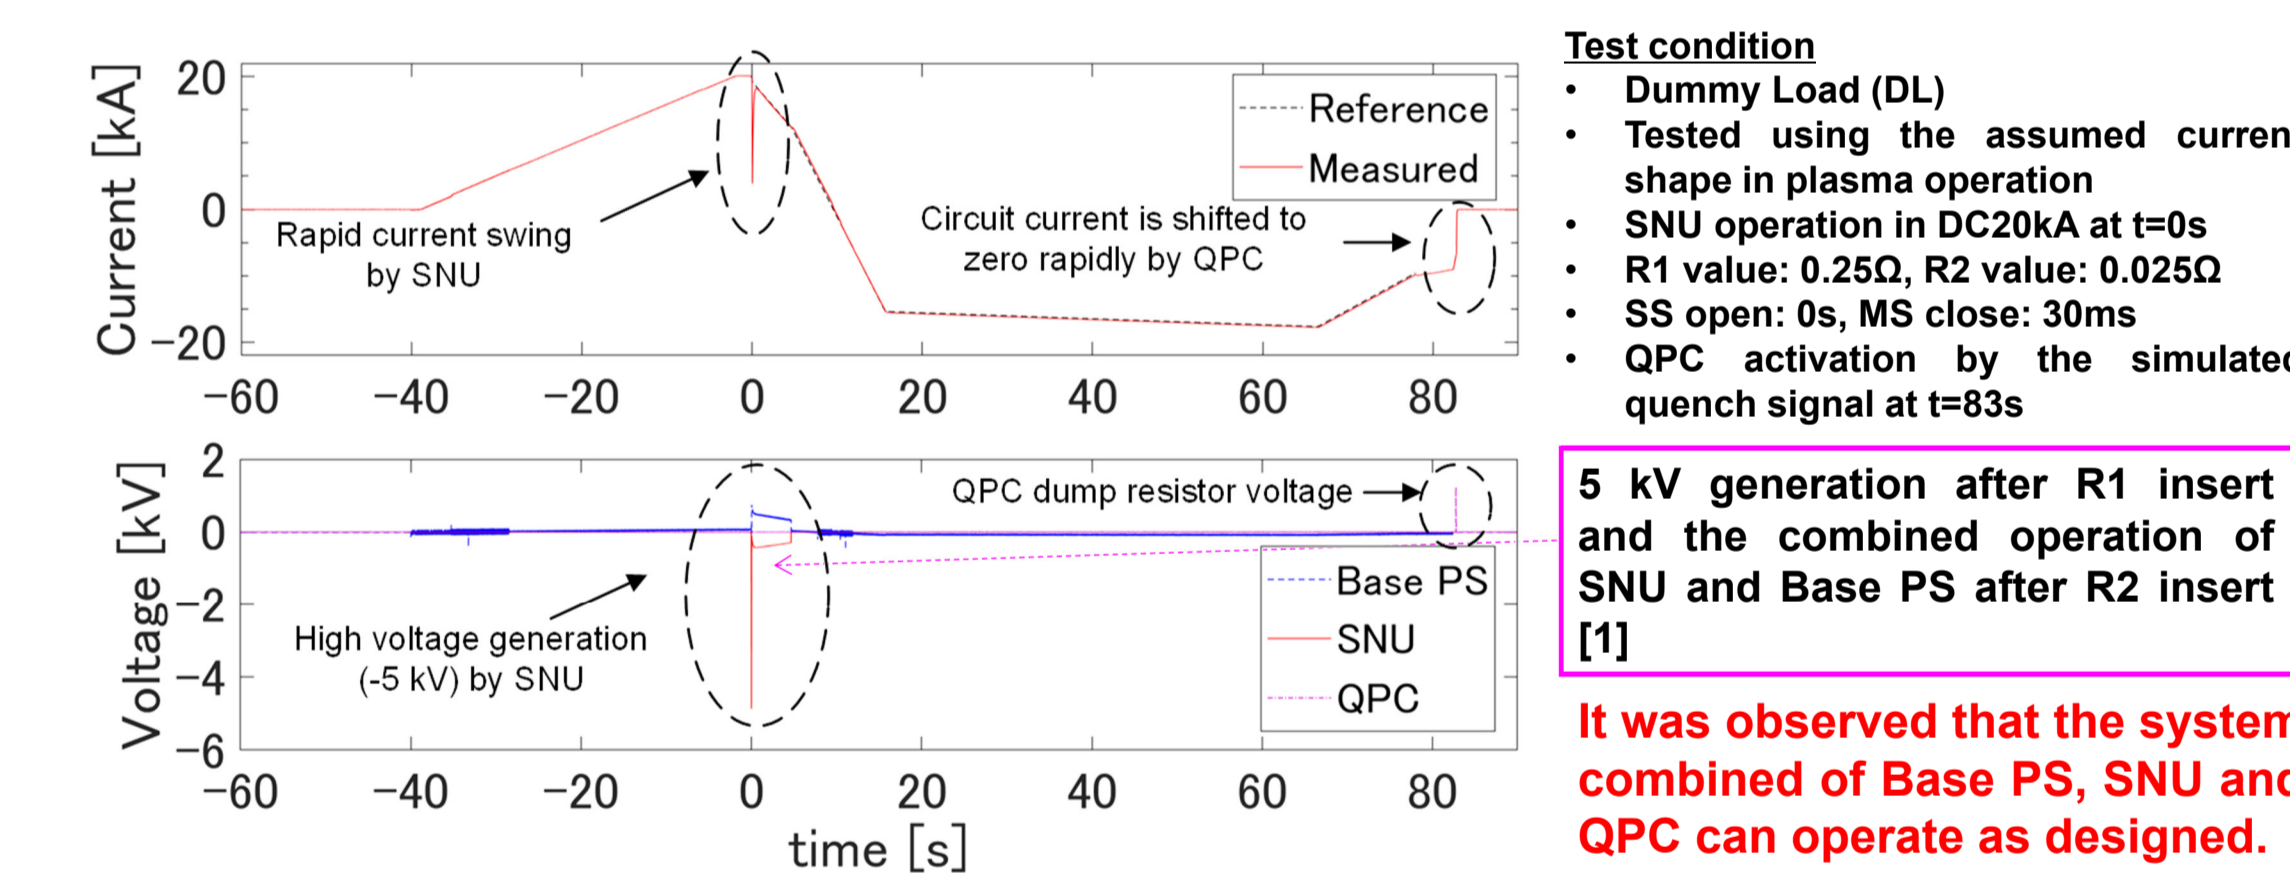 Current [kA]
20
0
−20
Reference
Measured
Rapid current swing
by SNU
Circuit current is shifted to
zero rapidly by QPC
−60 −40 −20 0 20 40 60 80
Voltage [kV]
2
0
−2
−4
−6
QPC dump resistor voltage
High voltage generation
(-5 kV) by SNU
Base PS
SNU
QPC
−60 −40 −20 0 20 40 60 80
time [s]
Test condition
• Dummy Load (DL)
• Tested using the assumed curren
shape in plasma operation
• SNU operation in DC20kA at t=0s
• R1 value: 0.25Ω, R2 value: 0.025Ω
• SS open: 0s, MS close: 30ms
• QPC activation by the simulated
quench signal at t=83s
5 kV generation after R1 insert
and the combined operation of
SNU and Base PS after R2 insert
[1]
It was observed that the system
combined of Base PS, SNU and
QPC can operate as designed.